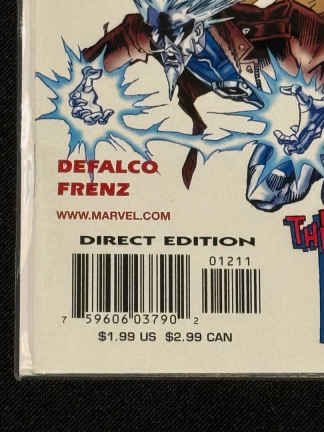 DEFALCO
FRENZ
WWW.MARVEL.COM
DIRECT EDITION
01211
7 59606 03790 2
$1.99 US $2.99 CAN